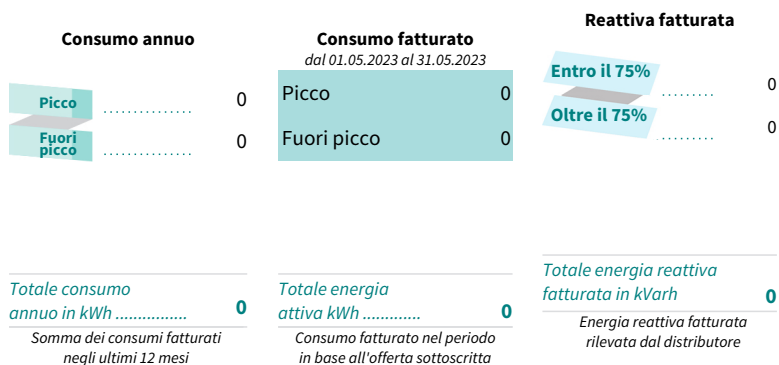 Consumo annuo
Picco ............. 0
Fuori
picco ............. 0
Totale consumo
annuo in kWh ................ 0
Somma dei consumi fatturati
negli ultimi 12 mesi
Consumo fatturato
dal 01.05.2023 al 31.05.2023
Picco 0
Fuori picco 0
Totale energia
attiva kWh ............. 0
Consumo fatturato nel periodo
in base all'offerta sottoscritta
Reattiva fatturata
Entro il 75% ......... 0
Oltre il 75% ......... 0
Totale energia reattiva
fatturata in kVarh 0
Energia reattiva fatturata
rilevata dal distributore